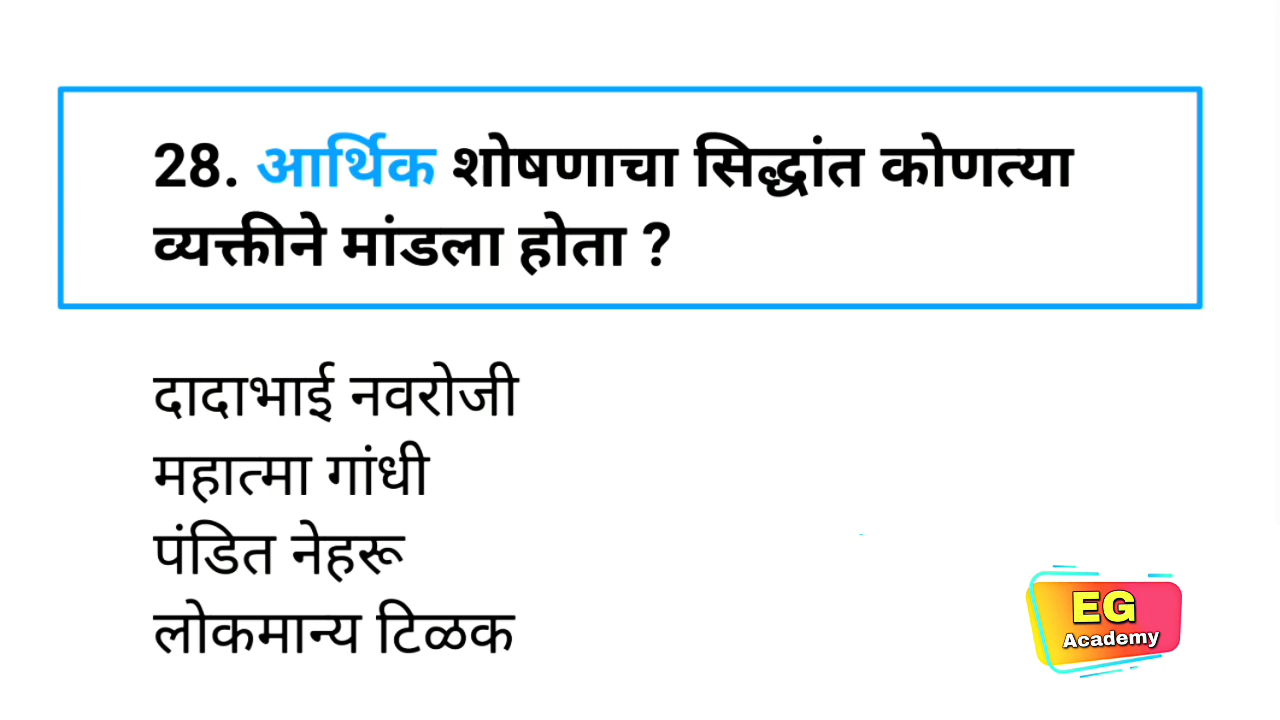 28. आर्थिक शोषणाचा सिद्धांत कोणत्या
व्यक्तीने मांडला होता ?
दादाभाई नवरोजी
महात्मा गांधी
पंडित नेहरू
लोकमान्य टिळक
EG
Academy